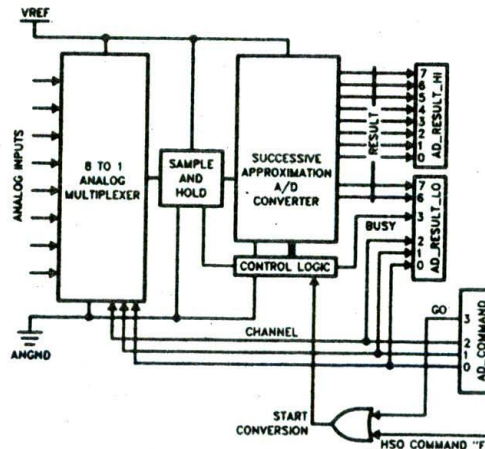 VREF
ANALOG INPUTS
8 TO 1
ANALOG
MULTIPLEXER
SAMPLE
AND
HOLD
SUCCESSIVE
APPROXIMATION
A/D
CONVERTER
RESULT
7
6
5
4
3
2
1
0
AD_RESULT_HI
7
6
3
2
1
0
AD_RESULT_LO
BUSY
CONTROL LOGIC
ANGND
CHANNEL
GO
3
2
1
0
AD_COMMAND
START
CONVERSION
HSO COMMAND "F